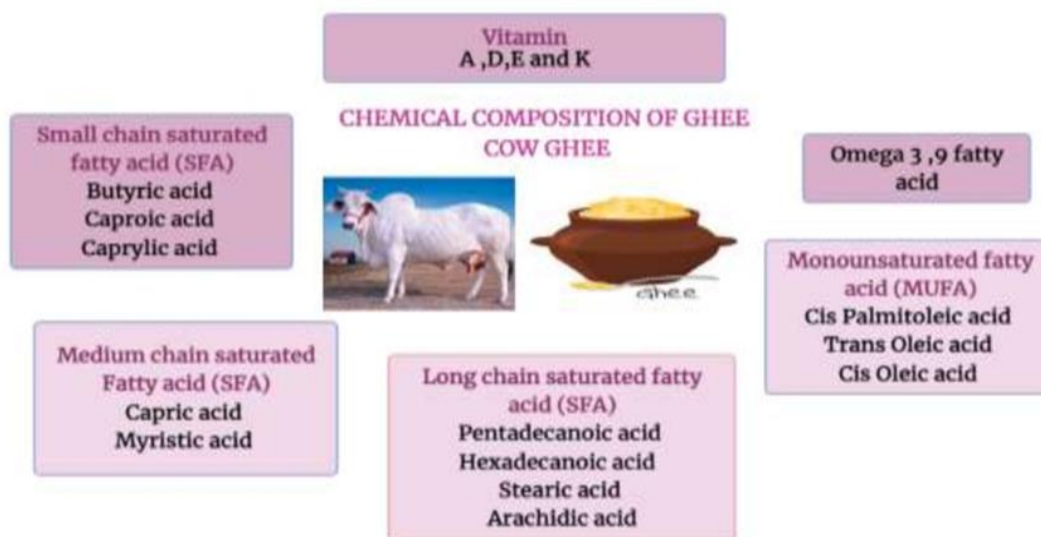 Vitamin
A ,D,E and K
CHEMICAL COMPOSITION OF GHEE
COW GHEE
Small chain saturated
fatty acid (SFA)
Butyric acid
Caproic acid
Caprylic acid
Omega 3 ,9 fatty
acid
Ghee
Monounsaturated fatty
acid (MUFA)
Cis Palmitoleic acid
Trans Oleic acid
Cis Oleic acid
Medium chain saturated
Fatty acid (SFA)
Capric acid
Myristic acid
Long chain saturated fatty
acid (SFA)
Pentadecanoic acid
Hexadecanoic acid
Stearic acid
Arachidic acid